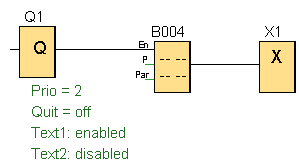 Q1
B004
X1
Q
En
P
Par
X
Prio = 2
Quit = off
Text1: enabled
Text2: disabled